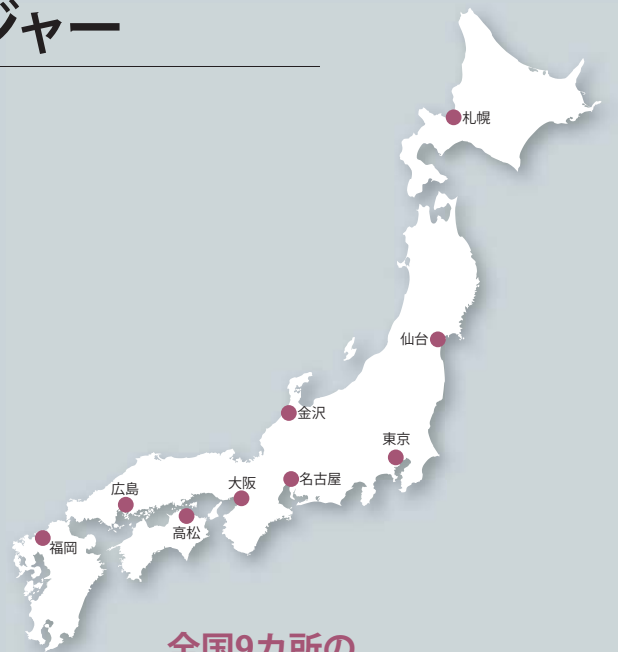 ジャー
札幌
仙台
金沢
東京
名古屋
大阪
広島
高松
福岡
全国9カ所の